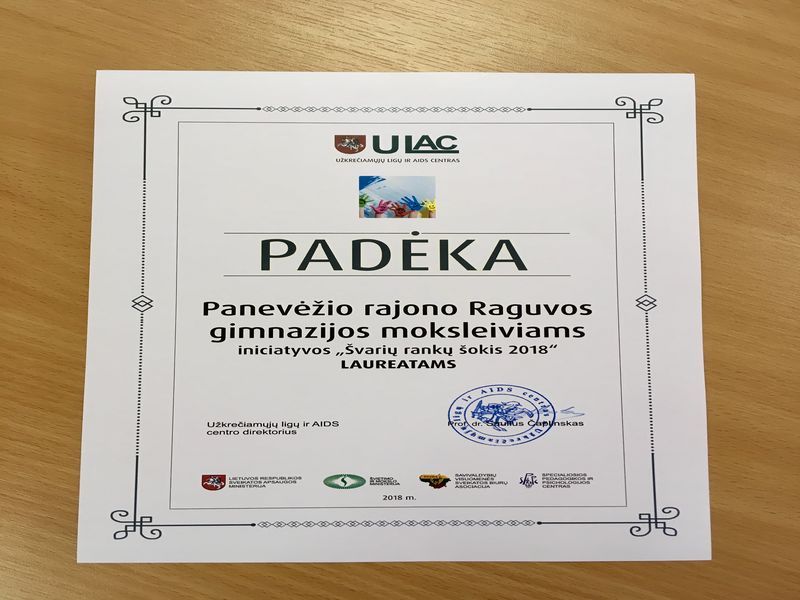 ULAC
UŽKREČIAMŲJŲ LIGŲ IR AIDS CENTRAS
PADĖKA
Panevėžio rajono Raguvos
gimnazijos moksleiviams
iniciatyvos „Švarių rankų šokis 2018“
LAUREATAMS
Užkrečiamųjų ligų ir AIDS
centro direktorius
Prof. dr. Saulius Čaplinskas
LIETUVOS RESPUBLIKOS
SVEIKATOS APSAUGOS
MINISTERIJA
ŠVIETIMO
IR MOKSLO
MINISTERIJA
SAVIVALDYBIŲ
VISUOMENĖS
SVEIKATOS BIURŲ
ASOCIACIJA
SPECIALIOSIOS
PEDAGOGIKOS IR
PSICHOLOGIJOS
CENTRAS
2018 m.